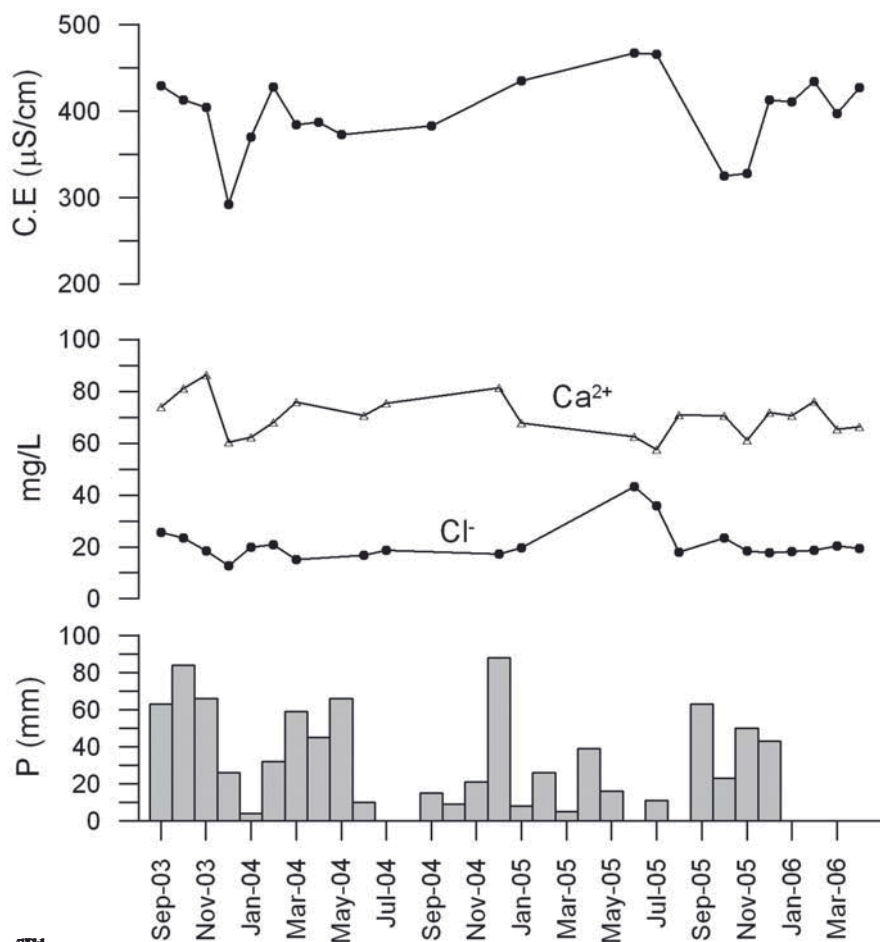 500
400
300
200
C.E (µS/cm)
100
80
60
40
20
0
mg/L
Ca²⁺
Cl⁻
100
80
60
40
20
0
P (mm)
Sep-03
Nov-03
Jan-04
Mar-04
May-04
Jul-04
Sep-04
Nov-04
Jan-05
Mar-05
May-05
Jul-05
Sep-05
Nov-05
Jan-06
Mar-06